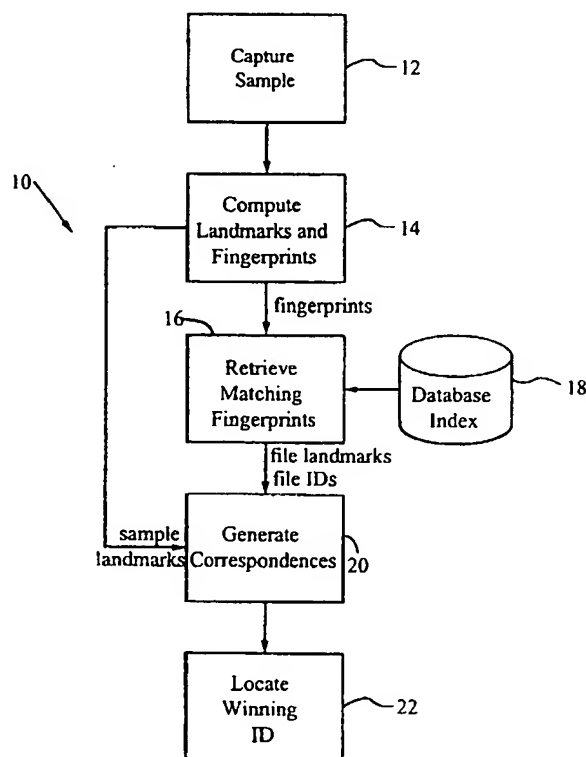 Capture
Sample
12
10
Compute
Landmarks and
Fingerprints
14
fingerprints
16
Retrieve
Matching
Fingerprints
Database
Index
18
file landmarks
file IDs
sample
landmarks
Generate
Correspondences
20
Locate
Winning
ID
22